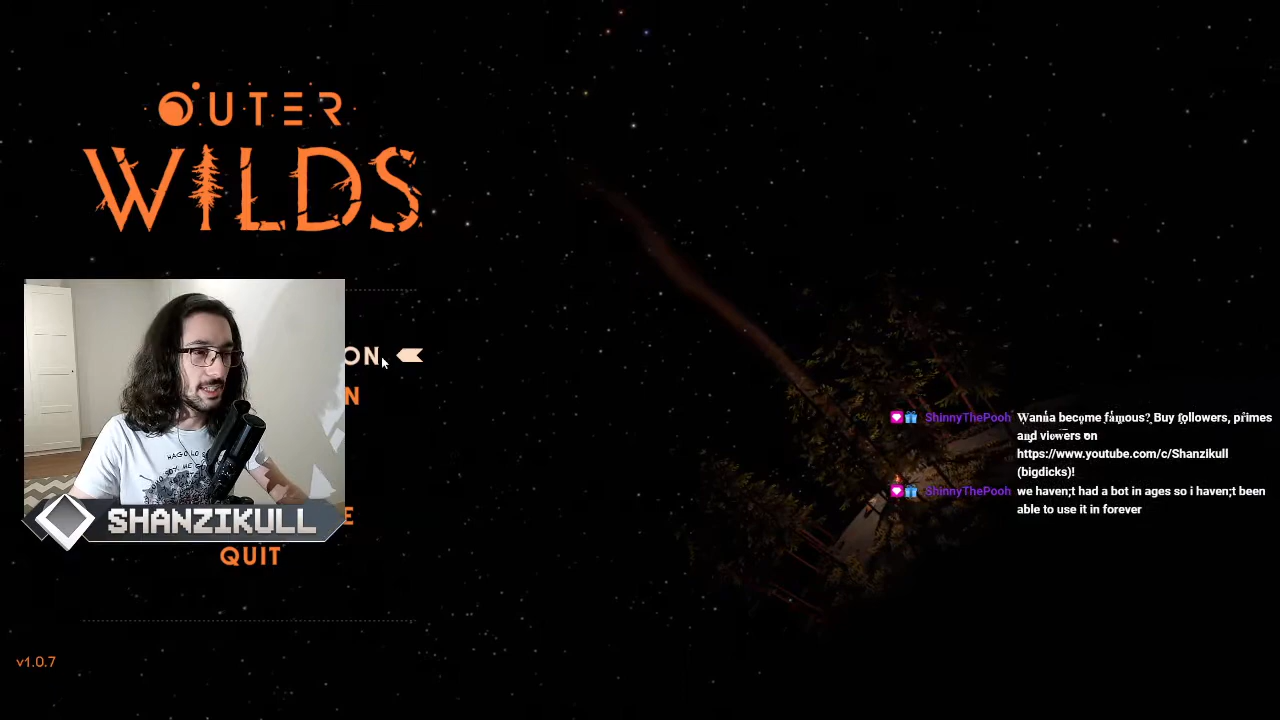 OUTER
WILDS
ON
N
E
QUIT
v1.0.7
HAGO LO
SHANZIKULL
ShinnyThePooh Wanna become famous? Buy followers, primes
and viewers on
https://www.youtube.com/c/Shanzikull
(bigdicks)!
ShinnyThePooh we haven;t had a bot in ages so i haven;t been
able to use it in forever